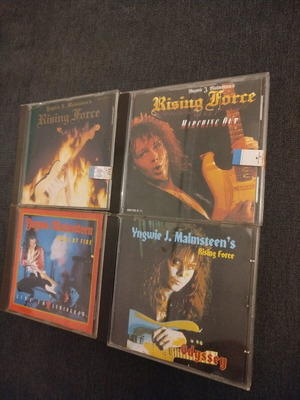 Yngwie J. Malmsteen's
Rising Force
Yngwie J. Malmsteen's
Rising Force
Marching Out
Yngwie Malmsteen
Yngwie J. Malmsteen's
Rising Force
Odyssey